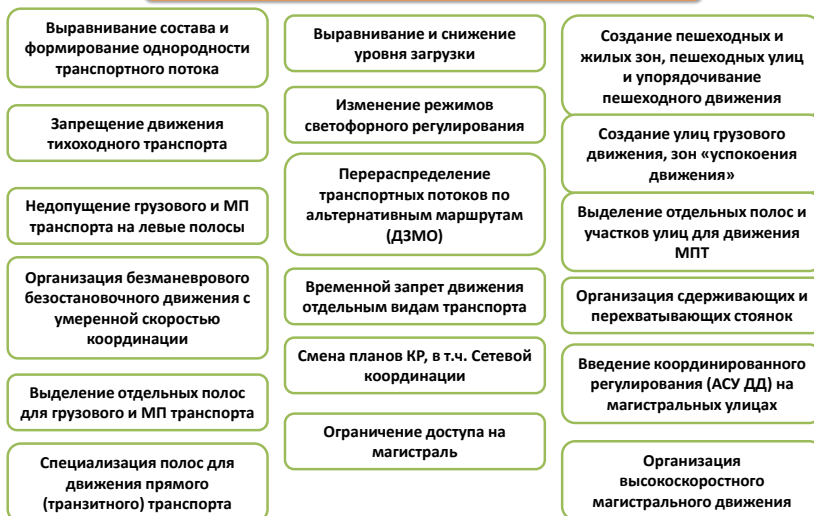 Выравнивание состава и
формирование однородности
транспортного потока
Запрещение движения
тихоходного транспорта
Недопущение грузового и МП
транспорта на левые полосы
Организация безманеврового
безостановочного движения с
умеренной скоростью
координации
Выделение отдельных полос
для грузового и МП транспорта
Специализация полос для
движения прямого
(транзитного) транспорта
Выравнивание и снижение
уровня загрузки
Изменение режимов
светофорного регулирования
Перераспределение
транспортных потоков по
альтернативным маршрутам
(ДЗМО)
Временной запрет движения
отдельным видам транспорта
Смена планов КР, в т.ч. Сетевой
координации
Ограничение доступа на
магистраль
Создание пешеходных и
жилых зон, пешеходных улиц
и упорядочивание
пешеходного движения
Создание улиц грузового
движения, зон «успокоения
движения»
Выделение отдельных полос и
участков улиц для движения
МПТ
Организация сдерживающих и
перехватывающих стоянок
Введение координированного
регулирования (АСУ ДД) на
магистральных улицах
Организация
высокоскоростного
магистрального движения